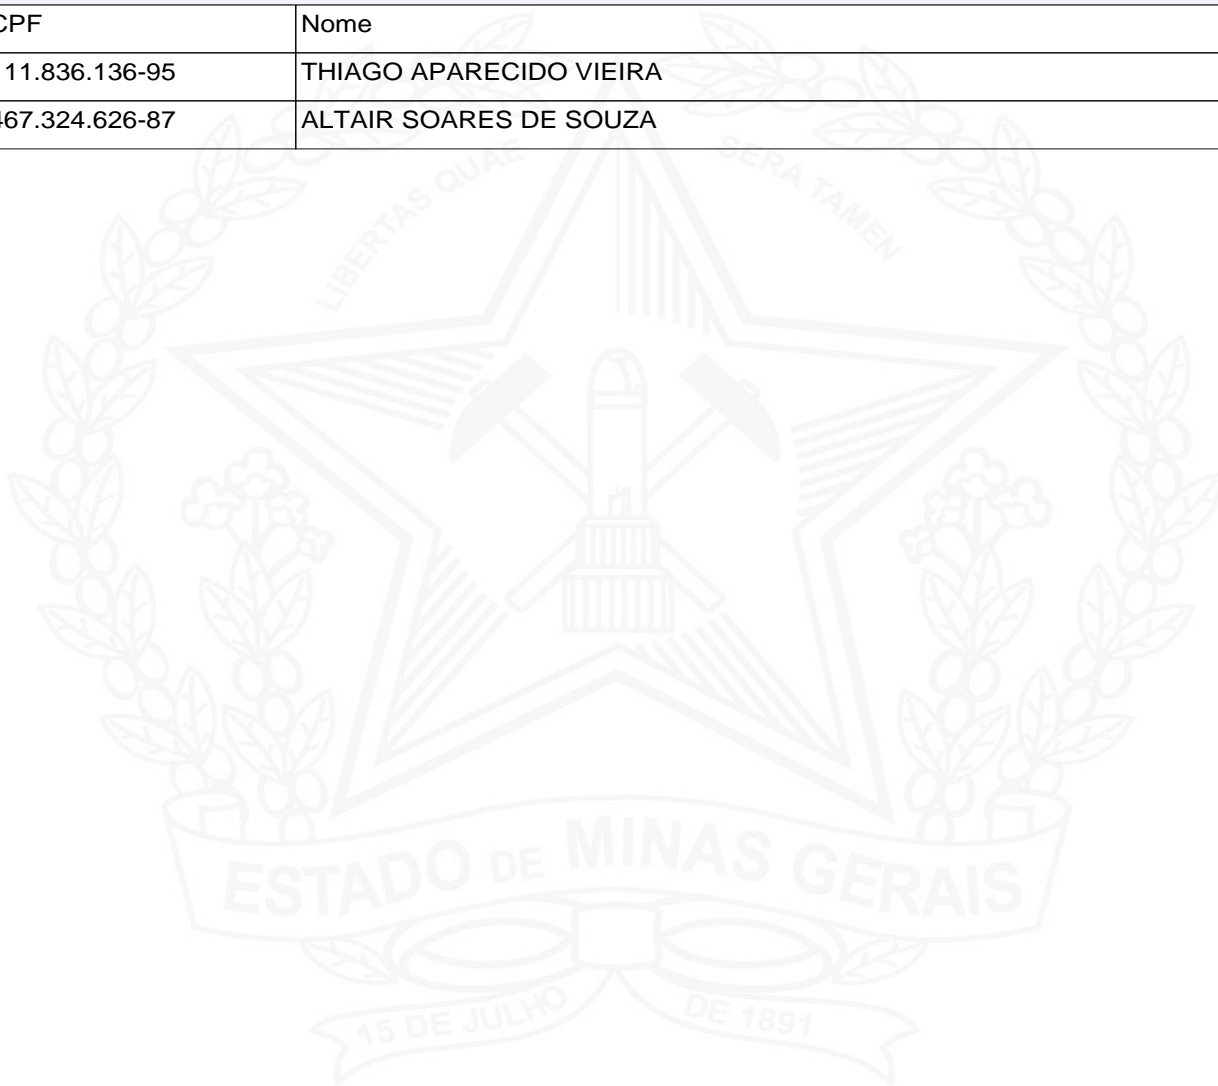 CPF Nome
11.836.136-95 THIAGO APARECIDO VIEIRA
467.324.626-87 ALTAIR SOARES DE SOUZA
LIBERTAS QUAE SERA TAMEN
ESTADO DE MINAS GERAIS
15 DE JULHO DE 1891